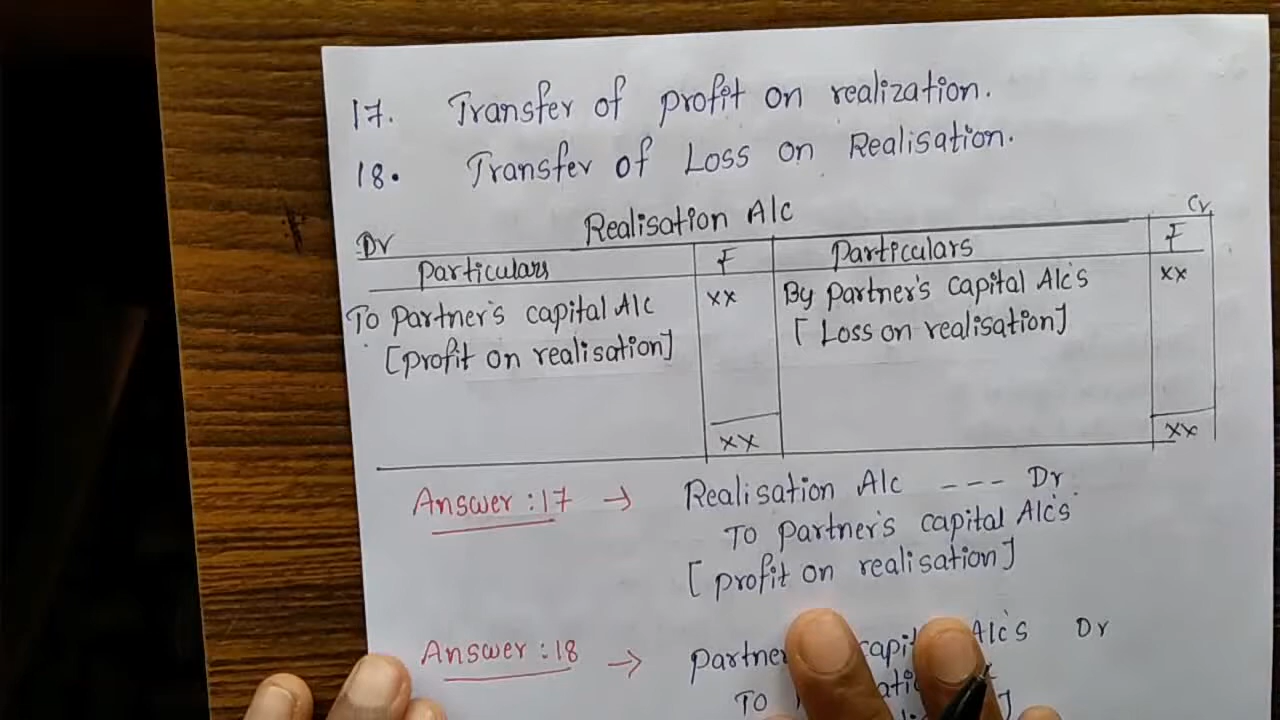 17. Transfer of profit on realization.
18. Transfer of Loss on Realisation.
Realisation A/c
Dr Cr
Particulars ₹ Particulars ₹
To Partner's capital A/c xx By Partner's capital A/c's xx
[profit on realisation] [Loss on realisation]
xx xx
Answer:17 → Realisation A/c --- Dr
To partner's capital A/c's
[profit on realisation]
Answer:18 → A/c's Dr
To
]